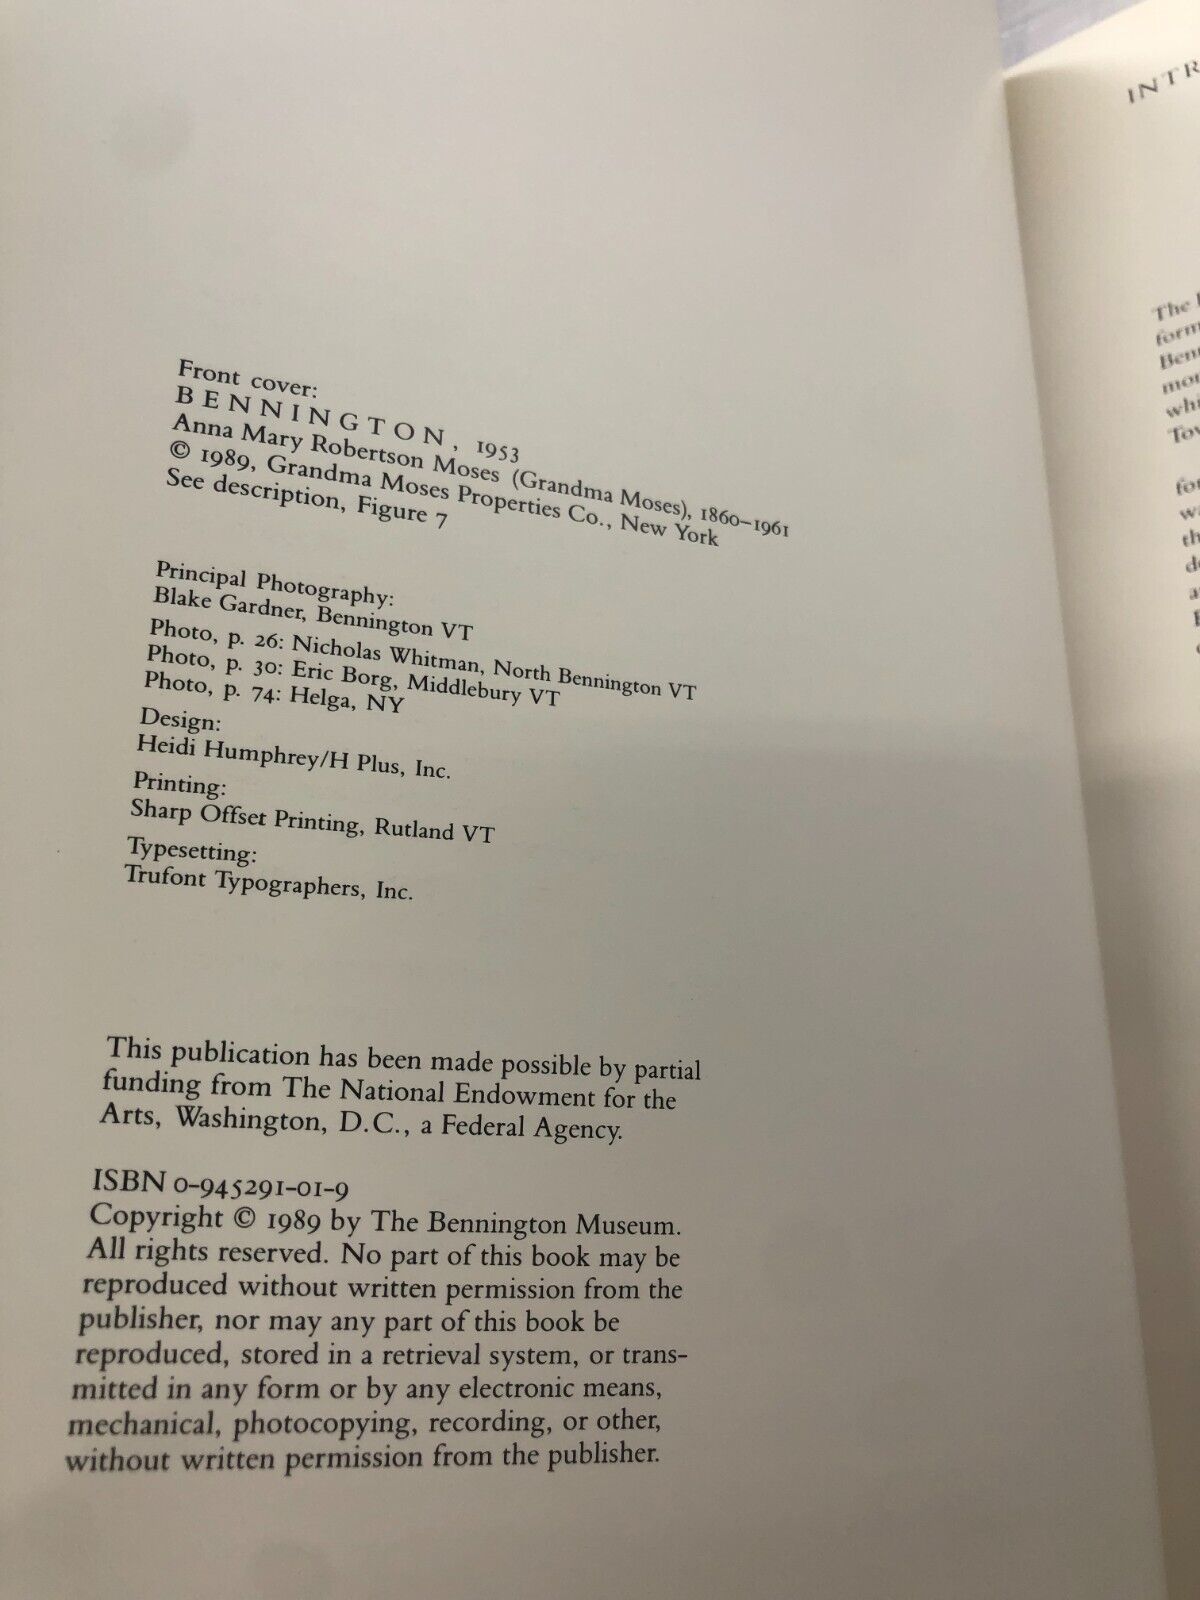 Front cover:
BENNINGTON, 1953
Anna Mary Robertson Moses (Grandma Moses), 1860–1961
© 1989, Grandma Moses Properties Co., New York
See description, Figure 7
Principal Photography:
Blake Gardner, Bennington VT
Photo, p. 26: Nicholas Whitman, North Bennington VT
Photo, p. 30: Eric Borg, Middlebury VT
Photo, p. 74: Helga, NY
Design:
Heidi Humphrey/H Plus, Inc.
Printing:
Sharp Offset Printing, Rutland VT
Typesetting:
Trufont Typographers, Inc.
This publication has been made possible by partial
funding from The National Endowment for the
Arts, Washington, D.C., a Federal Agency.
ISBN 0-945291-01-9
Copyright © 1989 by The Bennington Museum.
All rights reserved. No part of this book may be
reproduced without written permission from the
publisher, nor may any part of this book be
reproduced, stored in a retrieval system, or trans-
mitted in any form or by any electronic means,
mechanical, photocopying, recording, or other,
without written permission from the publisher.
INTR
The
form